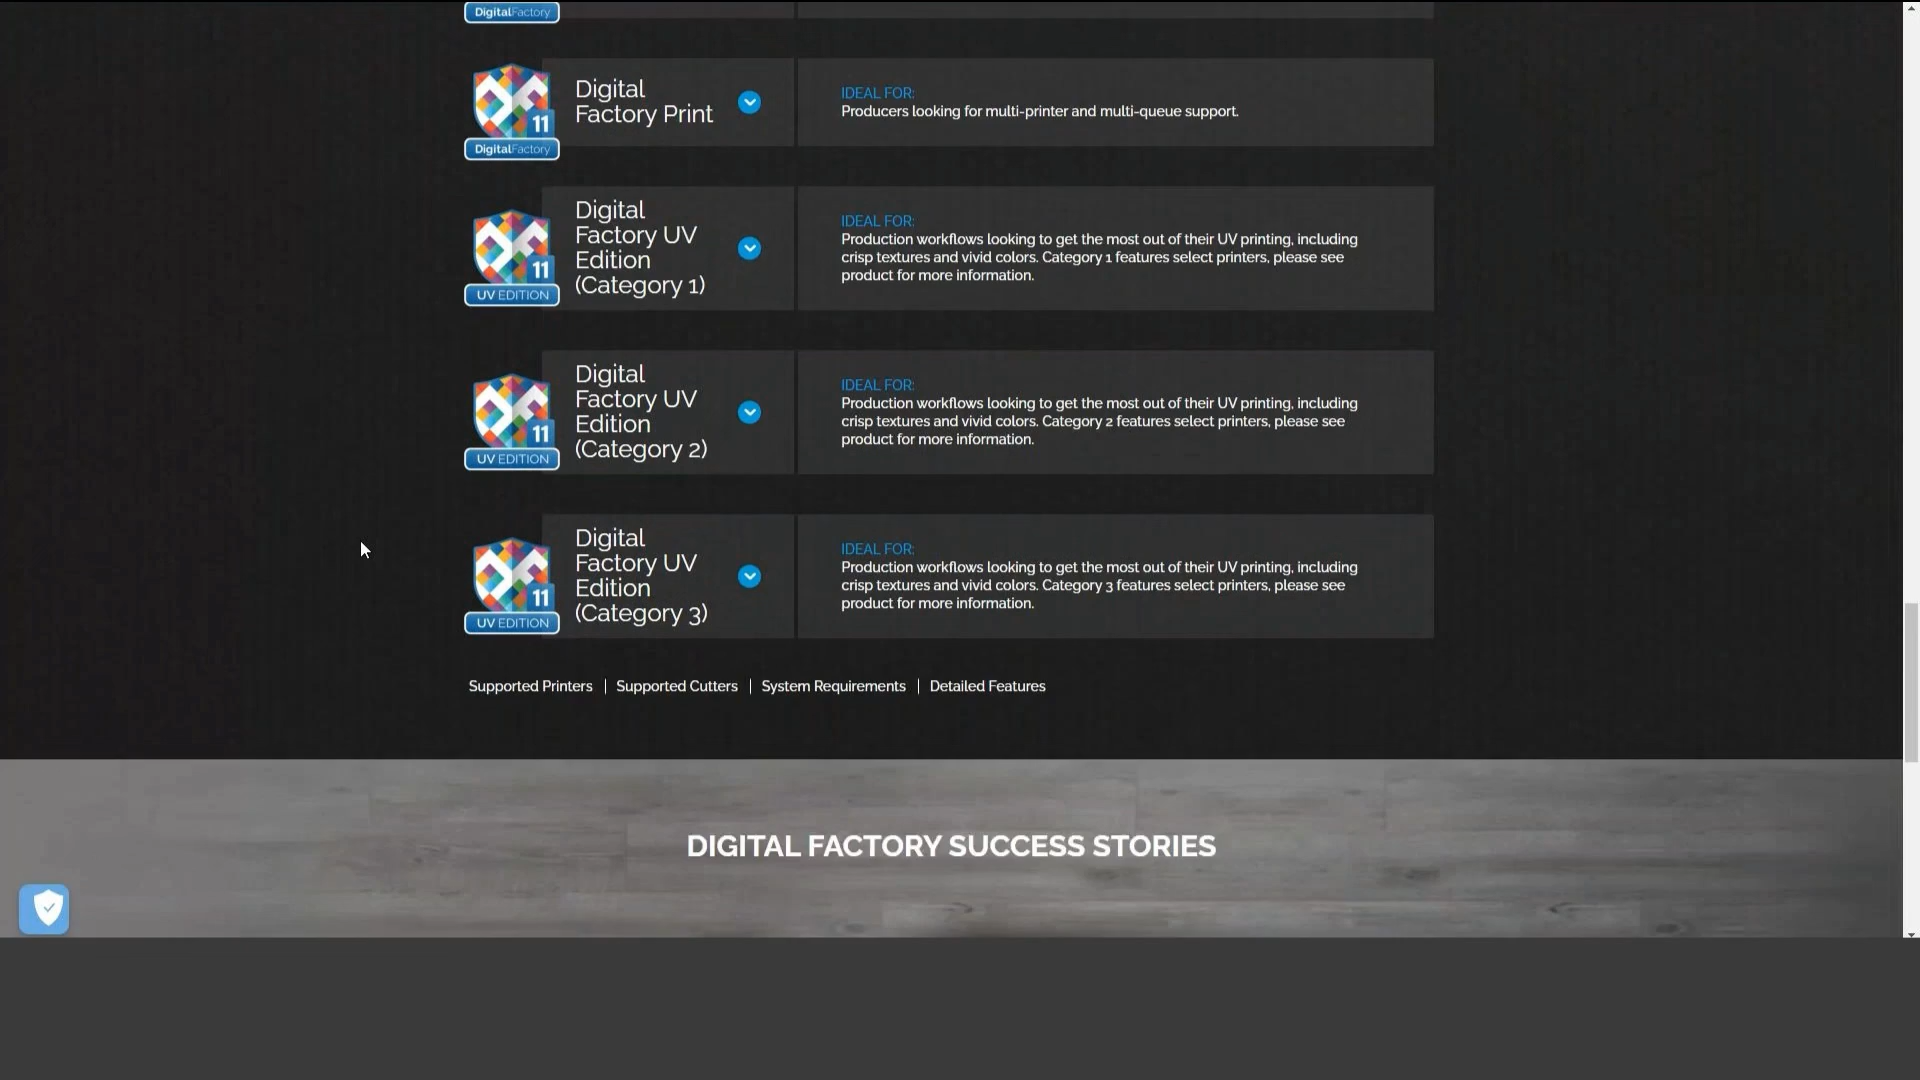 DigitalFactory
Digital
Factory Print
11
DigitalFactory
IDEAL FOR:
Producers looking for multi-printer and multi-queue support.
Digital
Factory UV
Edition
(Category 1)
11
UV EDITION
IDEAL FOR:
Production workflows looking to get the most out of their UV printing, including
crisp textures and vivid colors. Category 1 features select printers, please see
product for more information.
Digital
Factory UV
Edition
(Category 2)
11
UV EDITION
IDEAL FOR:
Production workflows looking to get the most out of their UV printing, including
crisp textures and vivid colors. Category 2 features select printers, please see
product for more information.
Digital
Factory UV
Edition
(Category 3)
11
UV EDITION
IDEAL FOR:
Production workflows looking to get the most out of their UV printing, including
crisp textures and vivid colors. Category 3 features select printers, please see
product for more information.
Supported Printers | Supported Cutters | System Requirements | Detailed Features
DIGITAL FACTORY SUCCESS STORIES